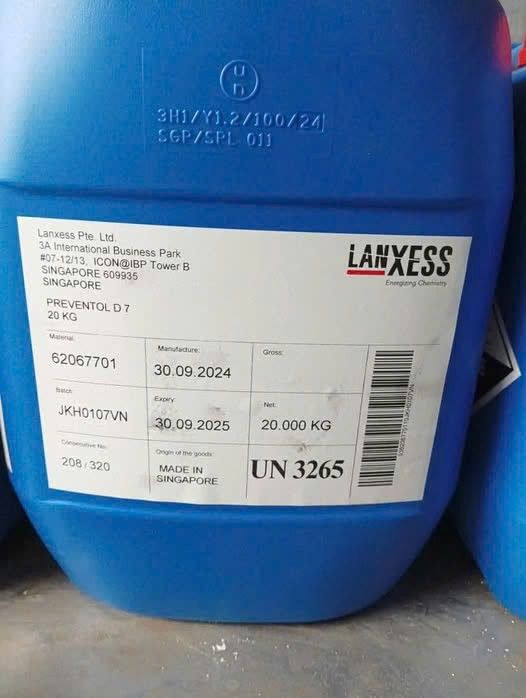 u
n
3H1/Y1.2/100/24
SGP/SPL 011
Lanxess Pte. Ltd.
3A International Business Park
#07-12/13, ICON@IBP Tower B
SINGAPORE 609935
SINGAPORE
LANXESS
Energizing Chemistry
PREVENTOL D 7
20 KG
Material:
62067701
Manufacture:
30.09.2024
Gross:
Batch:
JKH0107VN
Expiry
30.09.2025
Net:
20.000 KG
Consecutive No.
208 / 320
Origin of the goods:
MADE IN
SINGAPORE
UN 3265